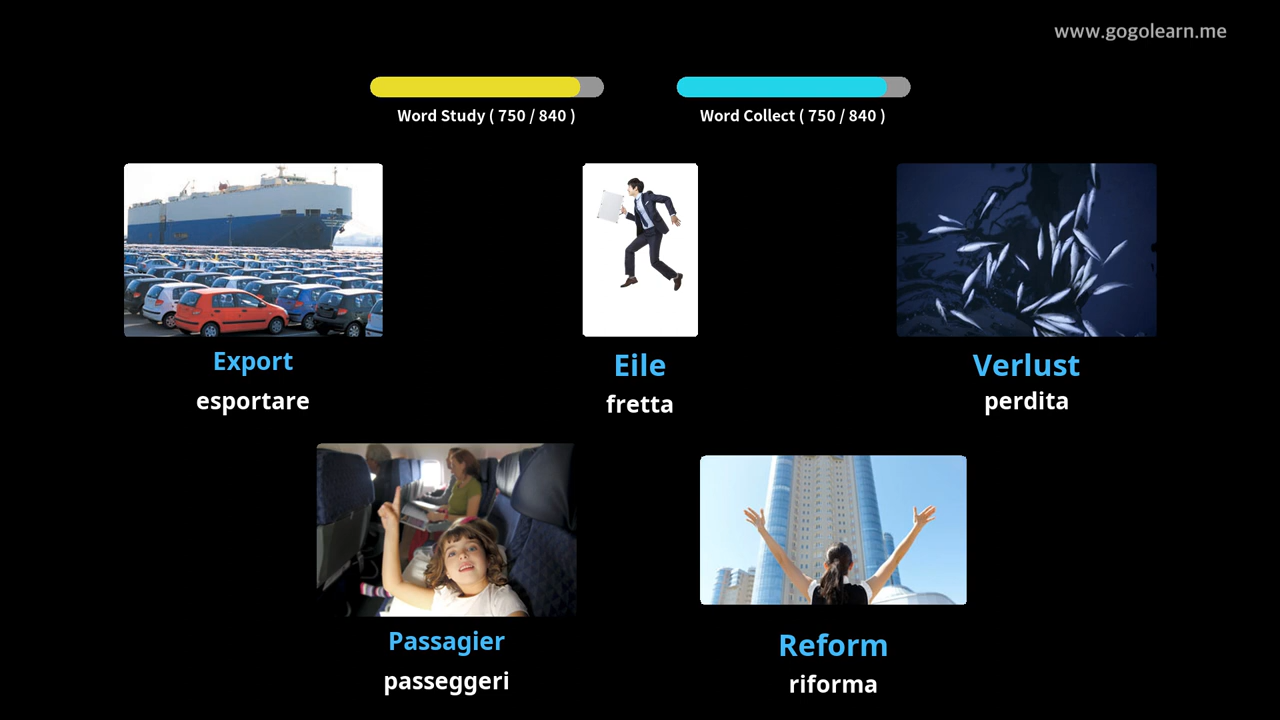 www.gogolearn.me
Word Study ( 750 / 840 )
Word Collect ( 750 / 840 )
Export
esportare
Eile
fretta
Verlust
perdita
Passagier
passeggeri
Reform
riforma